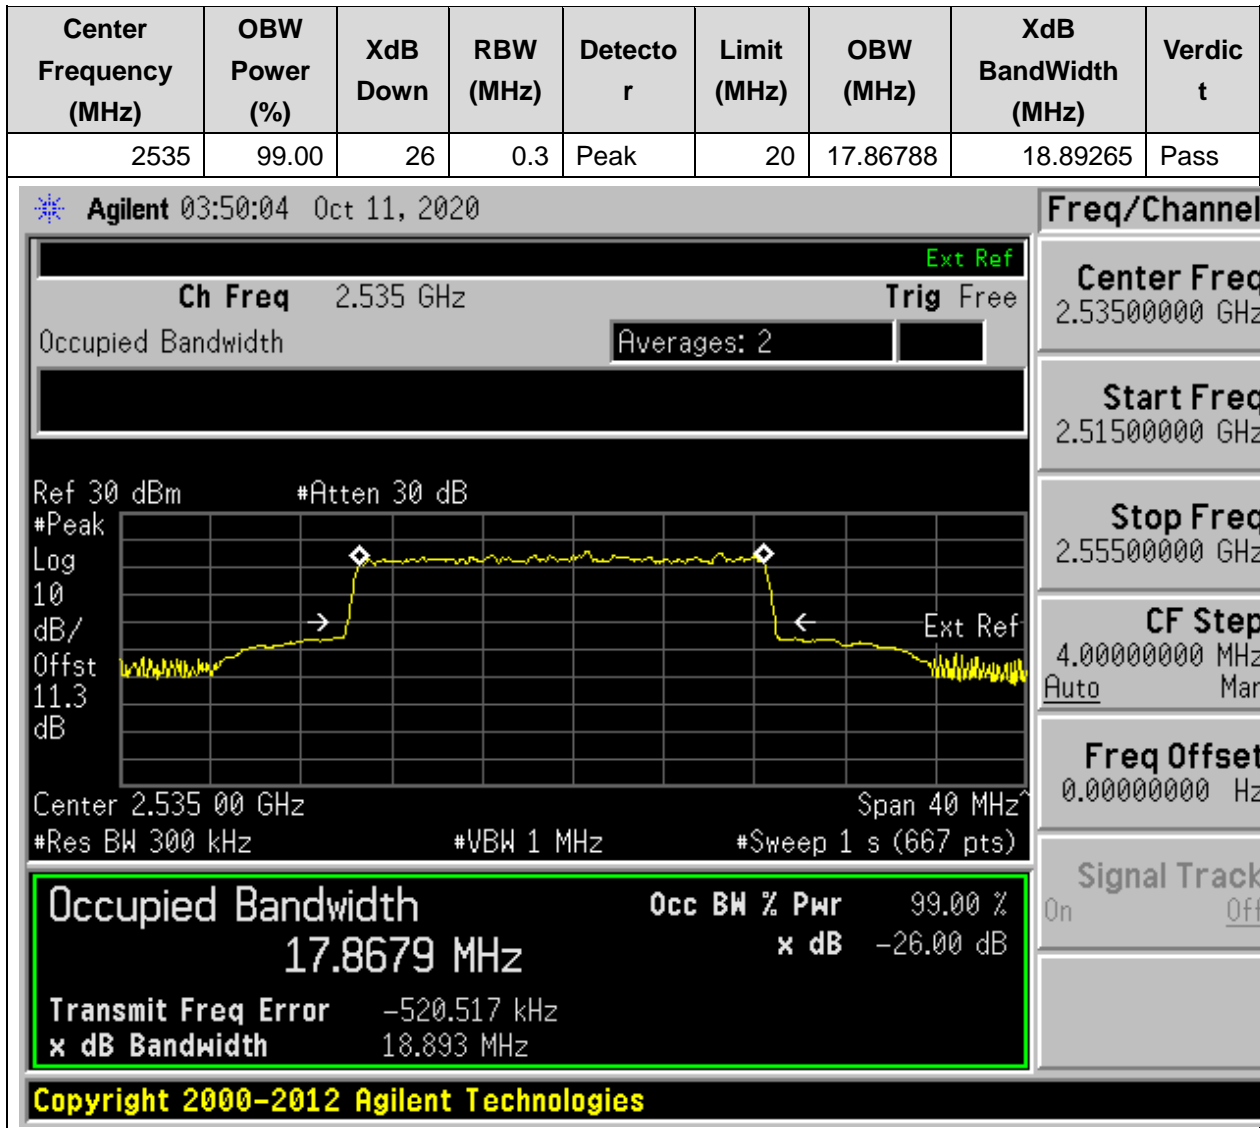 Center Frequency (MHz) OBW Power (%) XdB Down RBW (MHz) Detecto r Limit (MHz) OBW (MHz) XdB BandWidth (MHz) Verdic t
2535 99.00 26 0.3 Peak 20 17.86788 18.89265 Pass
Agilent 03:50:04 Oct 11, 2020
Freq/Channel
Ext Ref
Ch Freq 2.535 GHz Trig Free
Occupied Bandwidth Averages: 2
Center Freq
2.53500000 GHz
Start Freq
2.51500000 GHz
Stop Freq
2.55500000 GHz
CF Step
4.00000000 MHz
Auto Man
Freq Offset
0.00000000 Hz
Signal Track
On Off
Ref 30 dBm #Atten 30 dB
#Peak
Log
10
dB/
Offst
11.3
dB
Ext Ref
Center 2.535 00 GHz Span 40 MHz^
#Res BW 300 kHz #VBW 1 MHz #Sweep 1 s (667 pts)
Occupied Bandwidth Occ BW % Pwr 99.00 %
17.8679 MHz x dB -26.00 dB
Transmit Freq Error -520.517 kHz
x dB Bandwidth 18.893 MHz
Copyright 2000-2012 Agilent Technologies